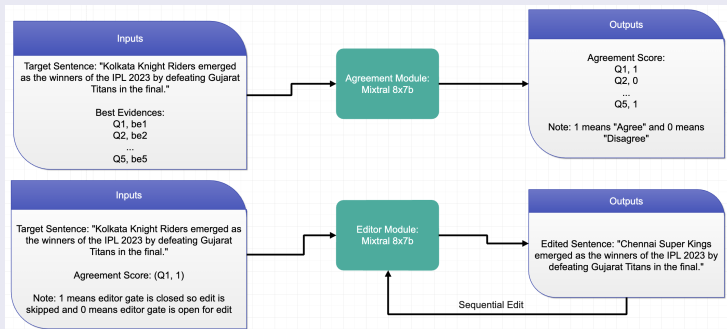 Inputs
Target Sentence: "Kolkata Knight Riders emerged
as the winners of the IPL 2023 by defeating Gujarat
Titans in the final."
Best Evidences:
Q1, be1
Q2, be2
...
Q5, be5
Agreement Module:
Mixtral 8x7b
Outputs
Agreement Score:
Q1, 1
Q2, 0
...
Q5, 1
Note: 1 means "Agree" and 0 means
"Disagree"
Inputs
Target Sentence: "Kolkata Knight Riders emerged as
the winners of the IPL 2023 by defeating Gujarat
Titans in the final."
Agreement Score: (Q1, 1)
Note: 1 means editor gate is closed so edit is
skipped and 0 means editor gate is open for edit
Editor Module:
Mixtral 8x7b
Outputs
Edited Sentence: "Chennai Super Kings
emerged as the winners of the IPL 2023 by
defeating Gujarat Titans in the final."
Sequential Edit